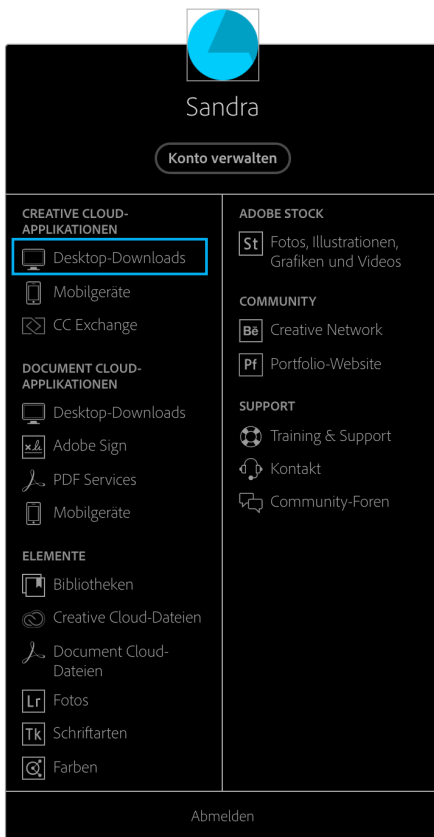 Sandra
Konto verwalten
CREATIVE CLOUD-
APPLIKATIONEN
Desktop-Downloads
Mobilgeräte
CC Exchange
DOCUMENT CLOUD-
APPLIKATIONEN
Desktop-Downloads
Adobe Sign
PDF Services
Mobilgeräte
ELEMENTE
Bibliotheken
Creative Cloud-Dateien
Document Cloud-
Dateien
Lr Fotos
Tk Schriftarten
Farben
ADOBE STOCK
St Fotos, Illustrationen,
Grafiken und Videos
COMMUNITY
Bē Creative Network
Pf Portfolio-Website
SUPPORT
Training & Support
Kontakt
Community-Foren
Abmelden